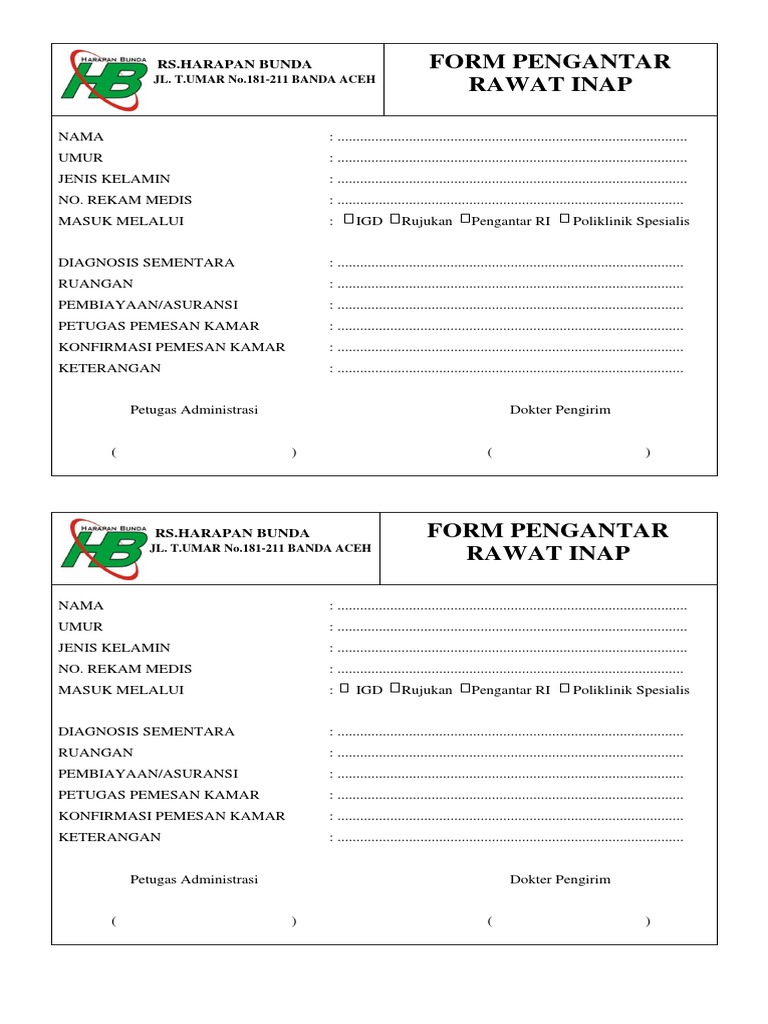 HARAPAN BUNDA
HB
RS.HARAPAN BUNDA
JL. T.UMAR No.181-211 BANDA ACEH
FORM PENGANTAR
RAWAT INAP
NAMA : ..............................................................................................
UMUR : ..............................................................................................
JENIS KELAMIN : ..............................................................................................
NO. REKAM MEDIS : .............................................................................................
MASUK MELALUI : □ IGD □ Rujukan □ Pengantar RI □ Poliklinik Spesialis
DIAGNOSIS SEMENTARA : .............................................................................................
RUANGAN : .............................................................................................
PEMBIAYAAN/ASURANSI : .............................................................................................
PETUGAS PEMESAN KAMAR : .............................................................................................
KONFIRMASI PEMESAN KAMAR : .............................................................................................
KETERANGAN : .............................................................................................
Petugas Administrasi Dokter Pengirim
( ) ( )
HARAPAN BUNDA
HB
RS.HARAPAN BUNDA
JL. T.UMAR No.181-211 BANDA ACEH
FORM PENGANTAR
RAWAT INAP
NAMA : ..............................................................................................
UMUR : ..............................................................................................
JENIS KELAMIN : ..............................................................................................
NO. REKAM MEDIS : .............................................................................................
MASUK MELALUI : □ IGD □ Rujukan □ Pengantar RI □ Poliklinik Spesialis
DIAGNOSIS SEMENTARA : .............................................................................................
RUANGAN : .............................................................................................
PEMBIAYAAN/ASURANSI : .............................................................................................
PETUGAS PEMESAN KAMAR : .............................................................................................
KONFIRMASI PEMESAN KAMAR : .............................................................................................
KETERANGAN : .............................................................................................
Petugas Administrasi Dokter Pengirim
( ) ( )